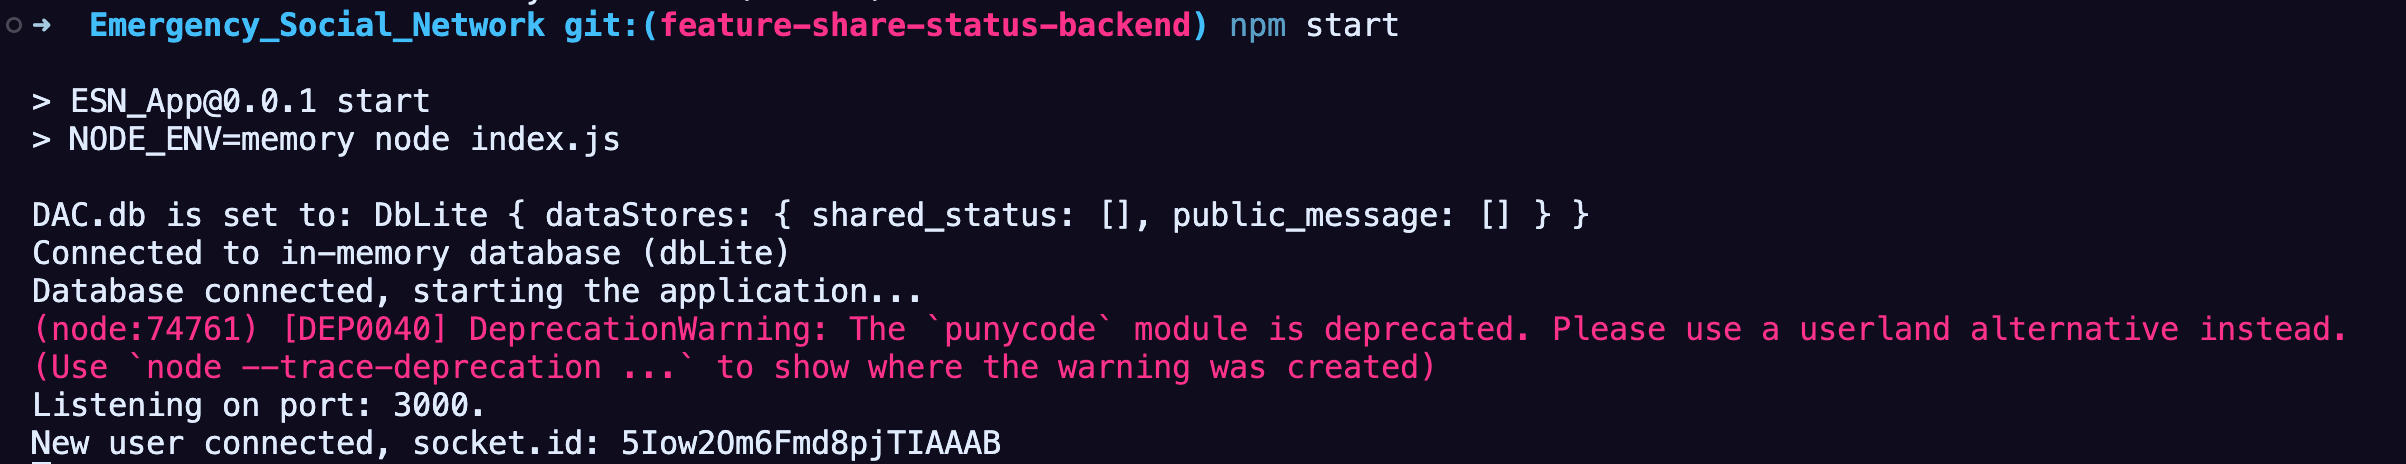 ➜  Emergency_Social_Network git:(feature-share-status-backend) npm start
> ESN_App@0.0.1 start
> NODE_ENV=memory node index.js
DAC.db is set to: DbLite { dataStores: { shared_status: [], public_message: [] } }
Connected to in-memory database (dbLite)
Database connected, starting the application...
(node:74761) [DEP0040] DeprecationWarning: The `punycode` module is deprecated. Please use a userland alternative instead.
(Use `node --trace-deprecation ...` to show where the warning was created)
Listening on port: 3000.
New user connected, socket.id: 5Iow2Om6Fmd8pjTIAAAB